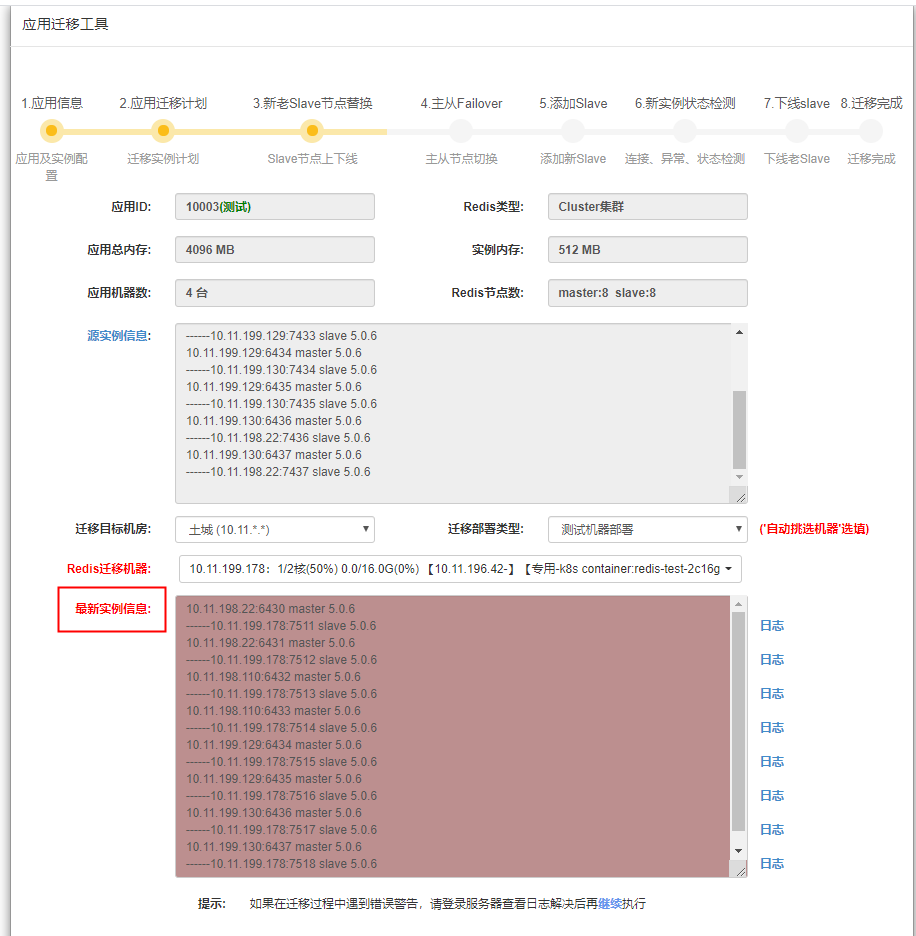 应用迁移工具
1.应用信息 2.应用迁移计划 3.新老Slave节点替换 4.主从Failover 5.添加Slave 6.新实例状态检测 7.下线slave 8.迁移完成
应用及实例配置 迁移实例计划 Slave节点上下线 主从节点切换 添加新Slave 连接、异常、状态检测 下线老Slave 迁移完成
应用ID: 10003(测试) Redis类型: Cluster集群
应用总内存: 4096 MB 实例内存: 512 MB
应用机器数: 4 台 Redis节点数: master:8 slave:8
源实例信息:
------10.11.199.129:7433 slave 5.0.6
10.11.199.129:6434 master 5.0.6
------10.11.199.130:7434 slave 5.0.6
10.11.199.129:6435 master 5.0.6
------10.11.199.130:7435 slave 5.0.6
10.11.199.130:6436 master 5.0.6
------10.11.198.22:7436 slave 5.0.6
10.11.199.130:6437 master 5.0.6
------10.11.198.22:7437 slave 5.0.6
迁移目标机房: 土城 (10.11.*.*) 迁移部署类型: 测试机器部署 ('自动挑选机器'选填)
Redis迁移机器: 10.11.199.178：1/2核(50%) 0.0/16.0G(0%) 【10.11.196.42-】【专用-k8s container:redis-test-2c16g
最新实例信息:
10.11.198.22:6430 master 5.0.6
------10.11.199.178:7511 slave 5.0.6 日志
10.11.198.22:6431 master 5.0.6
------10.11.199.178:7512 slave 5.0.6 日志
10.11.198.110:6432 master 5.0.6
------10.11.199.178:7513 slave 5.0.6 日志
10.11.198.110:6433 master 5.0.6
------10.11.199.178:7514 slave 5.0.6 日志
10.11.199.129:6434 master 5.0.6
------10.11.199.178:7515 slave 5.0.6 日志
10.11.199.129:6435 master 5.0.6
------10.11.199.178:7516 slave 5.0.6 日志
10.11.199.130:6436 master 5.0.6
------10.11.199.178:7517 slave 5.0.6 日志
10.11.199.130:6437 master 5.0.6
------10.11.199.178:7518 slave 5.0.6 日志
提示: 如果在迁移过程中遇到错误警告，请登录服务器查看日志解决后再继续执行